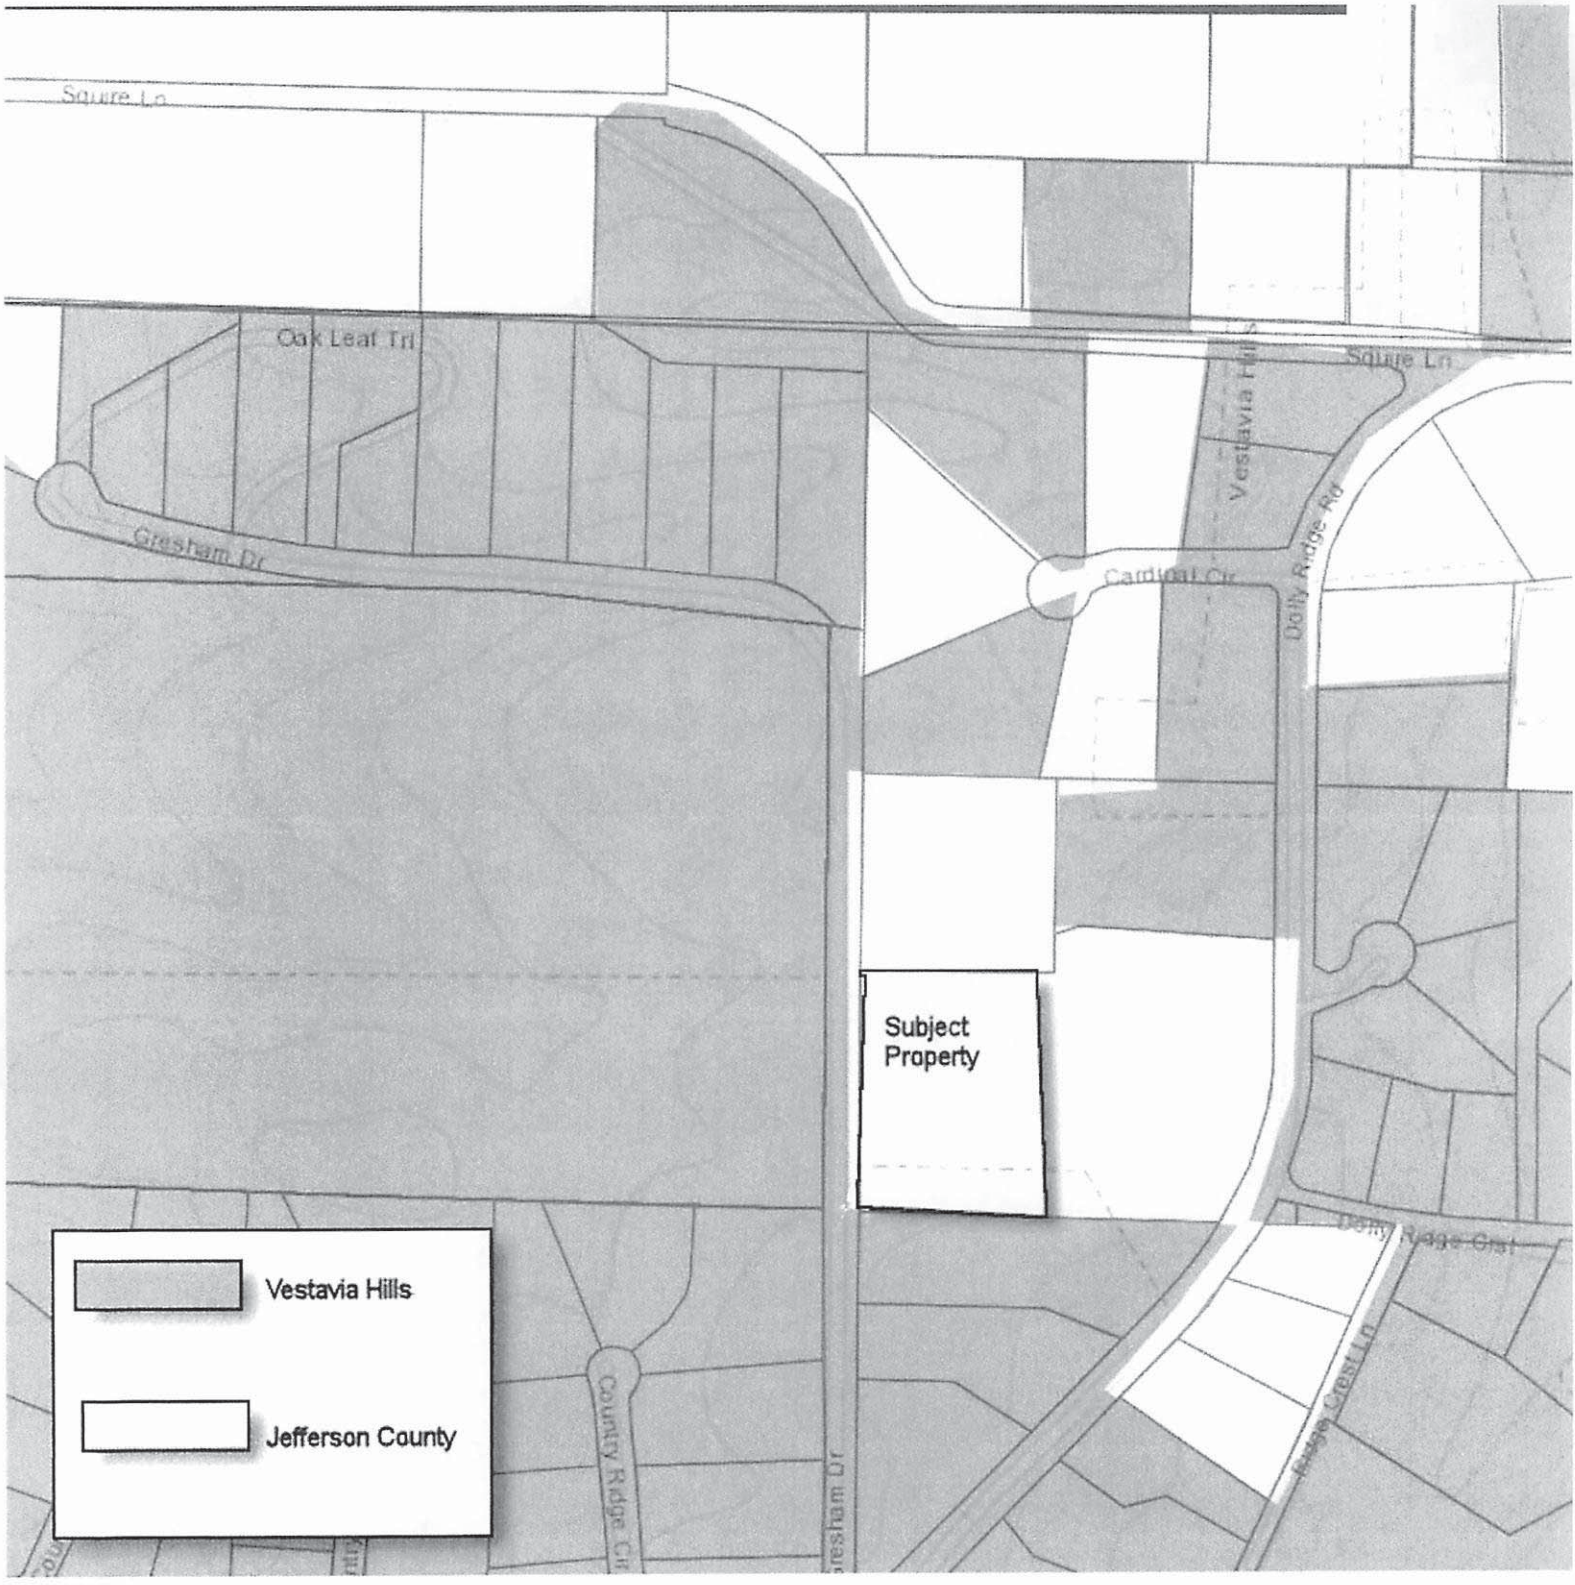 Squire Ln
Oak Leaf Trl
Squire Ln
Vestavia Hills
Gresham Dr
Cardinal Cir
Dolly Ridge Rd
Subject
Property
Dolly Ridge Crst
Vestavia Hills
Ridge Crest Ln
Jefferson County
Country Ridge Cir
Gresham Dr